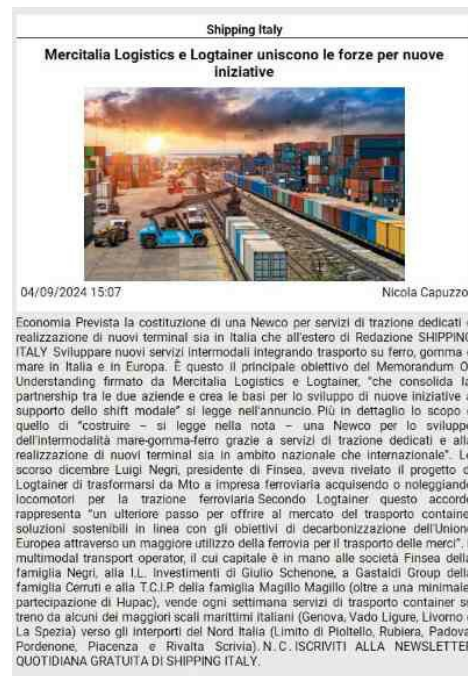 Shipping Italy
Mercitalia Logistics e Logtainer uniscono le forze per nuove
iniziative
04/09/2024 15:07
Nicola Capuzzo
Economia Prevista la costituzione di una Newco per servizi di trazione dedicati e
realizzazione di nuovi terminal sia in Italia che all'estero di Redazione SHIPPING
ITALY Sviluppare nuovi servizi intermodali integrando trasporto su ferro, gomma e
mare in Italia e in Europa. È questo il principale obiettivo del Memorandum Of
Understanding firmato da Mercitalia Logistics e Logtainer, "che consolida la
partnership tra le due aziende e crea le basi per lo sviluppo di nuove iniziative a
supporto dello shift modale" si legge nell'annuncio. Più in dettaglio lo scopo è
quello di "costruire – si legge nella nota – una Newco per lo sviluppo
dell'intermodalità mare-gomma-ferro grazie a servizi di trazione dedicati e alla
realizzazione di nuovi terminal sia in ambito nazionale che internazionale". Lo
scorso dicembre Luigi Negri, presidente di Finsea, aveva rivelato il progetto di
Logtainer di trasformarsi da Mto a impresa ferroviaria acquisendo o noleggiando
locomotori per la trazione ferroviaria Secondo Logtainer questo accordo
rappresenta "un ulteriore passo per offrire al mercato del trasporto container
soluzioni sostenibili in linea con gli obiettivi di decarbonizzazione dell'Unione
Europea attraverso un maggiore utilizzo della ferrovia per il trasporto delle merci".
multimodal transport operator, il cui capitale è in mano alle società Finsea della
famiglia Negri, alla I.L. Investimenti di Giulio Schenone, a Gastaldi Group della
famiglia Cerruti e alla T.C.I.P. della famiglia Magillo Magillo (oltre a una minimale
partecipazione di Hupac), vende ogni settimana servizi di trasporto container su
treno da alcuni dei maggiori scali marittimi italiani (Genova, Vado Ligure, Livorno e
La Spezia) verso gli interporti del Nord Italia (Limito di Pioltello, Rubiera, Padova,
Pordenone, Piacenza e Rivalta Scrivia). N.C. ISCRIVITI ALLA NEWSLETTER
QUOTIDIANA GRATUITA DI SHIPPING ITALY.